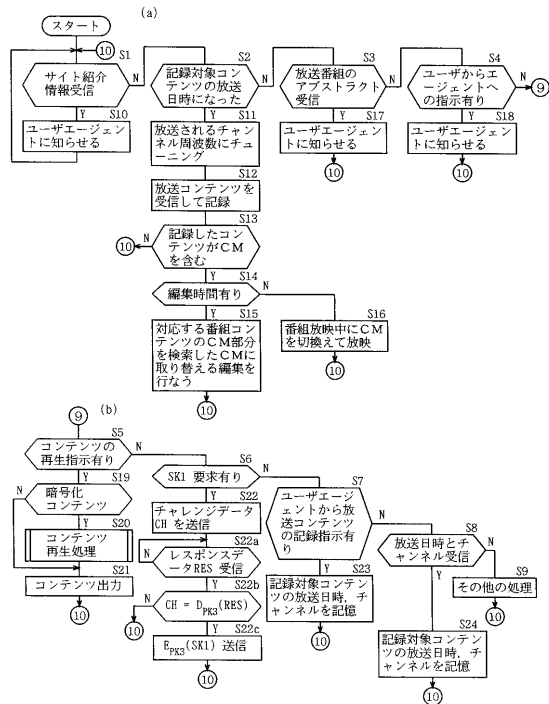 (a)
スタート
10
S1
サイト紹介
情報受信
N
Y
S10
ユーザエージェン
トに知らせる
S2
記録対象コン
テンツの放送
日時になった
N
Y
S11
放送されるチャン
ネル周波数にチュ
ーニング
S12
放送コンテンツを
受信して記録
S13
記録したコン
テンツがCM
を含む
N
10
Y
S14
編集時間有り
N
Y
S15
対応する番組コン
テンツのCM部分
を検索したCMに
取り替える編集を
行なう
10
S16
番組放映中にCM
を切換えて放映
10
S3
放送番組の
アブストラクト
受信
N
Y
S17
ユーザエージェン
トに知らせる
10
S4
ユーザからエ
ージェントへ
の指示有り
N
9
Y
S18
ユーザエージェン
トに知らせる
10
(b)
9
S5
コンテンツの
再生指示有り
N
Y
S19
暗号化
コンテンツ
N
Y
S20
コンテンツ
再生処理
S21
コンテンツ出力
10
S6
SK1 要求有り
N
Y
S22
チャレンジデータ
CH を送信
S22a
レスポンスデ
ータRES 受信
N
Y
S22b
CH = DPK3(RES)
N
10
Y
S22c
EPK3(SK1) 送信
10
S7
ユーザエージェ
ントから放
送コンテンツ
の記録指示有
り
N
Y
S23
記録対象コンテン
ツの放送日時，チ
ャンネルを記憶
10
S8
放送日時とチ
ャンネル受信
N
S9
その他の処理
10
Y
S24
記録対象コンテン
ツの放送日時，チ
ャンネルを記憶
10